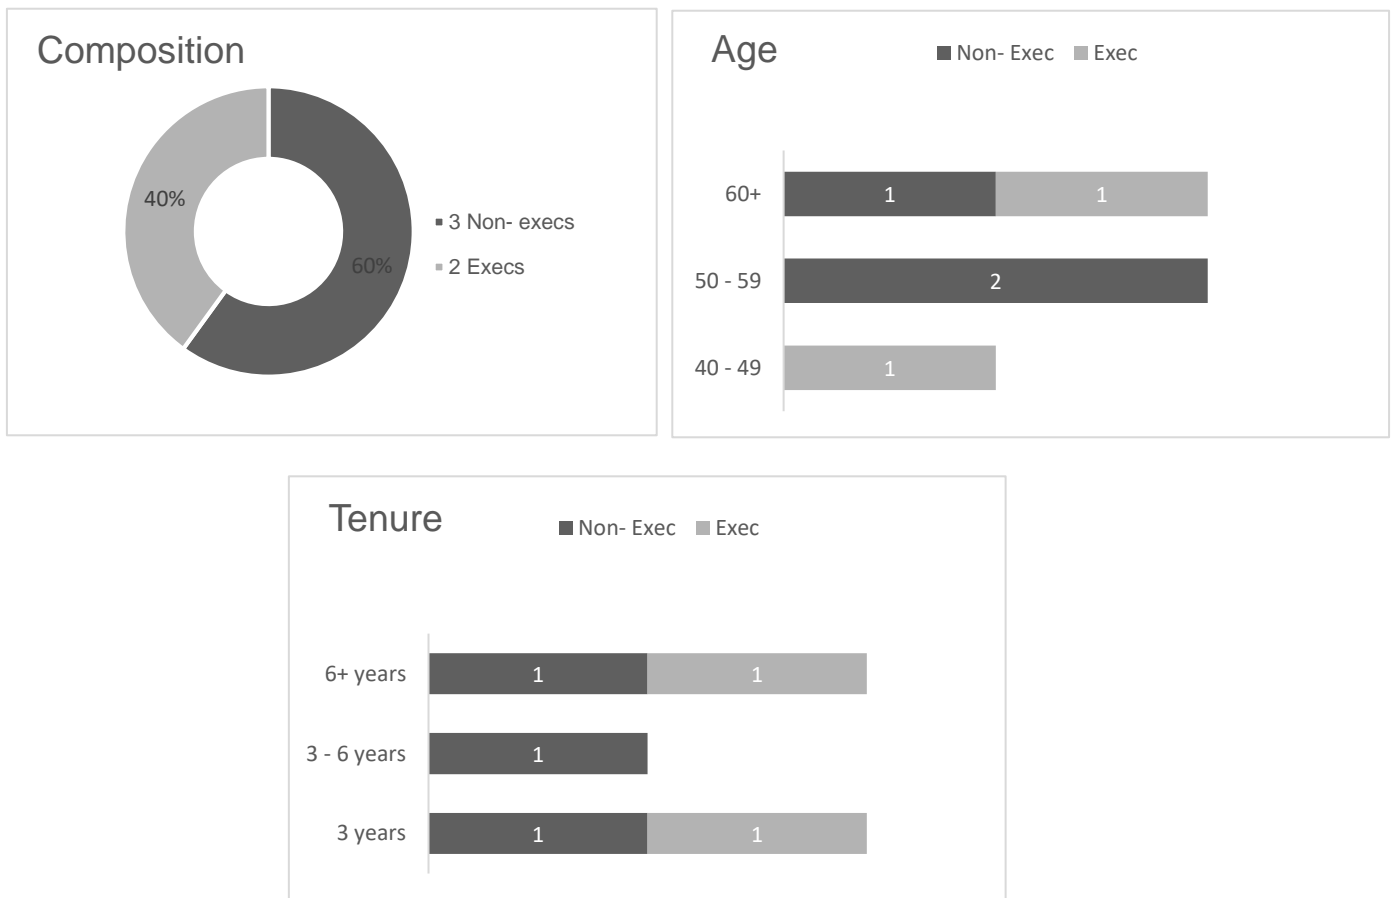 Composition
40%
60%
3 Non- execs
2 Execs
Age
Non- Exec Exec
60+ 1 1
50 - 59 2
40 - 49 1
Tenure
Non- Exec Exec
6+ years 1 1
3 - 6 years 1
3 years 1 1